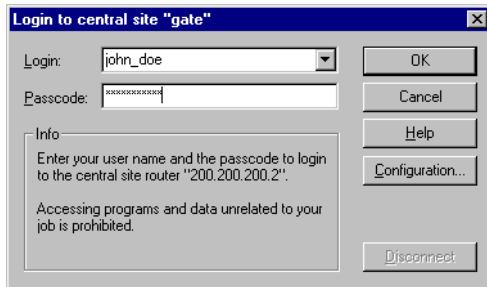 Login to central site "gate"
Login: john_doe
OK
Passcode: ***********
Cancel
Info
Help
Enter your user name and the passcode to login
to the central site router "200.200.200.2".
Configuration...
Accessing programs and data unrelated to your
job is prohibited.
Disconnect